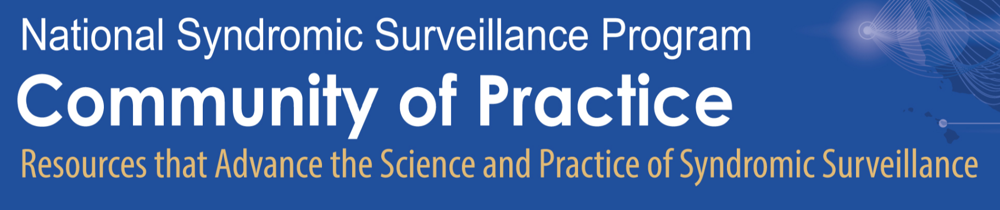 National Syndromic Surveillance Program
Community of Practice
Resources that Advance the Science and Practice of Syndromic Surveillance